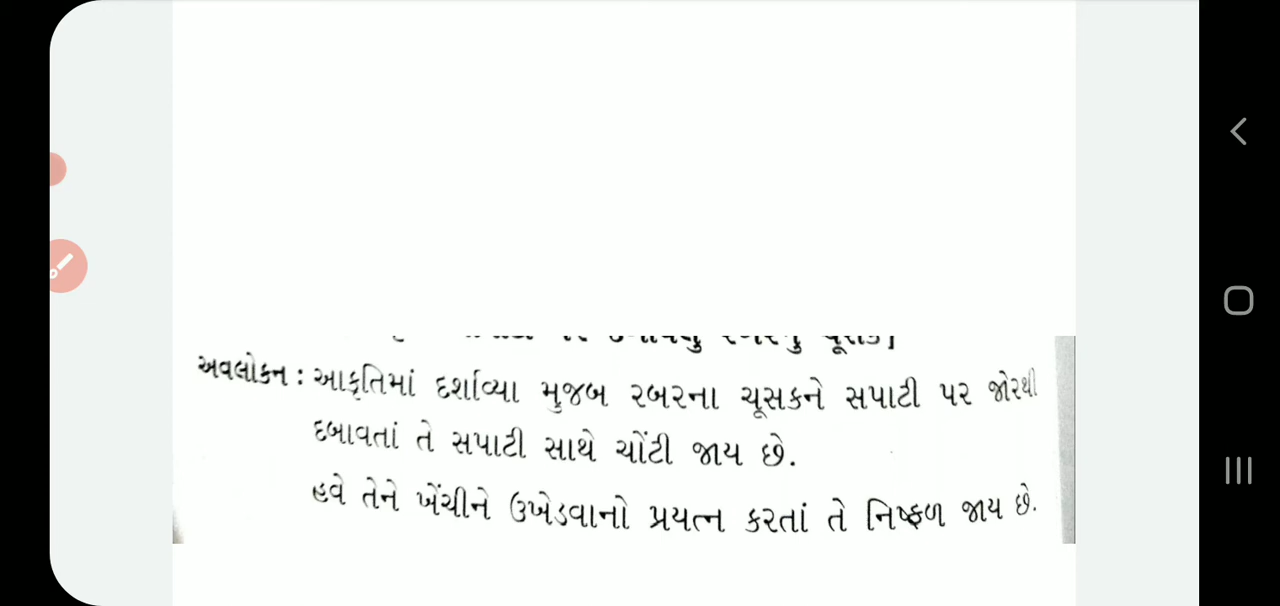 અવલોકન : આકૃતિમાં દર્શાવ્યા મુજબ રબરના ચૂસકને સપાટી પર જોરથી
દબાવતાં તે સપાટી સાથે ચોંટી જાય છે.
હવે તેને ખેંચીને ઉખેડવાનો પ્રયત્ન કરતાં તે નિષ્ફળ જાય છે.